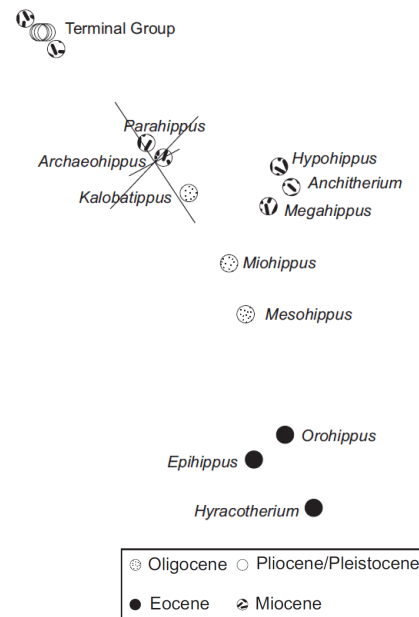 Terminal Group
Parahippus
Archaeohippus
Hypohippus
Anchitherium
Kalobatippus
Megahippus
Miohippus
Mesohippus
Orohippus
Epihippus
Hyracotherium
Oligocene Pliocene/Pleistocene
Eocene Miocene